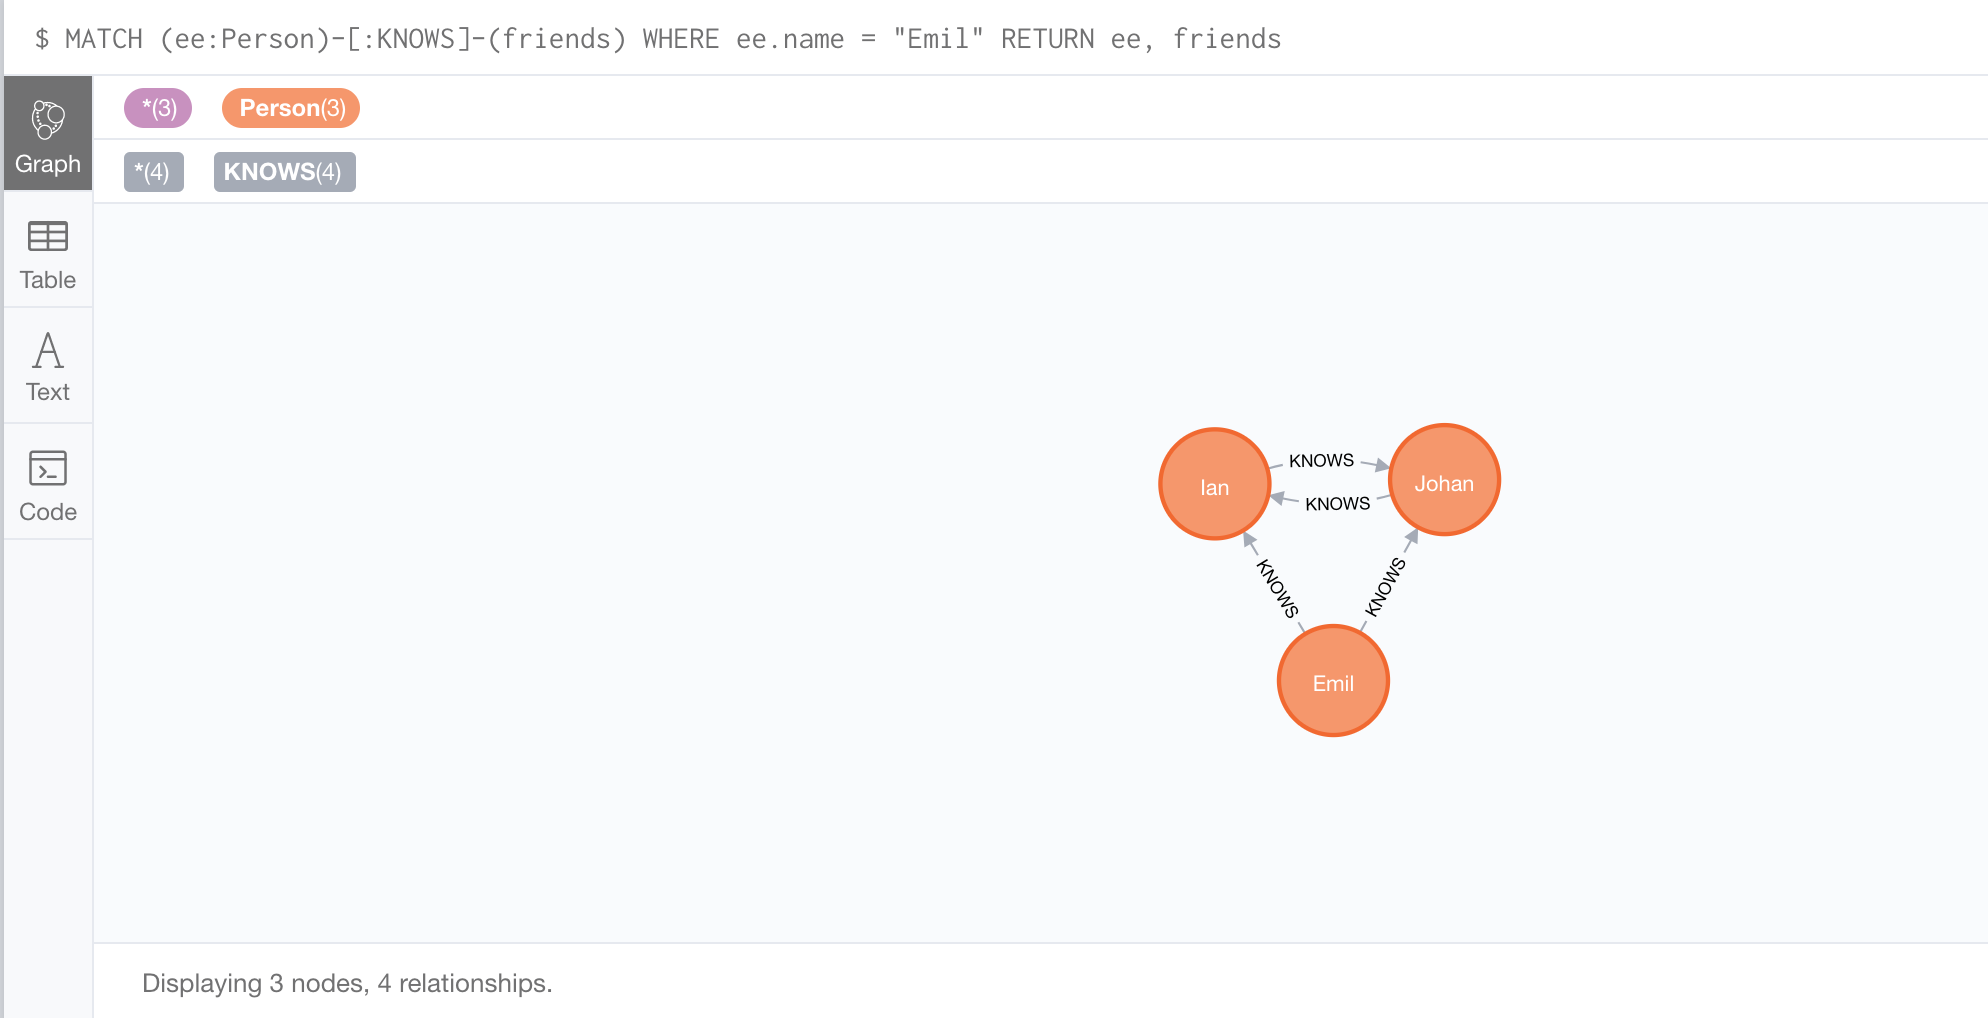 $ MATCH (ee:Person)-[:KNOWS]-(friends) WHERE ee.name = "Emil" RETURN ee, friends
*(3) Person(3)
*(4) KNOWS(4)
Graph
Table
Text
Code
Ian
KNOWS
KNOWS
Johan
KNOWS
KNOWS
Emil
Displaying 3 nodes, 4 relationships.